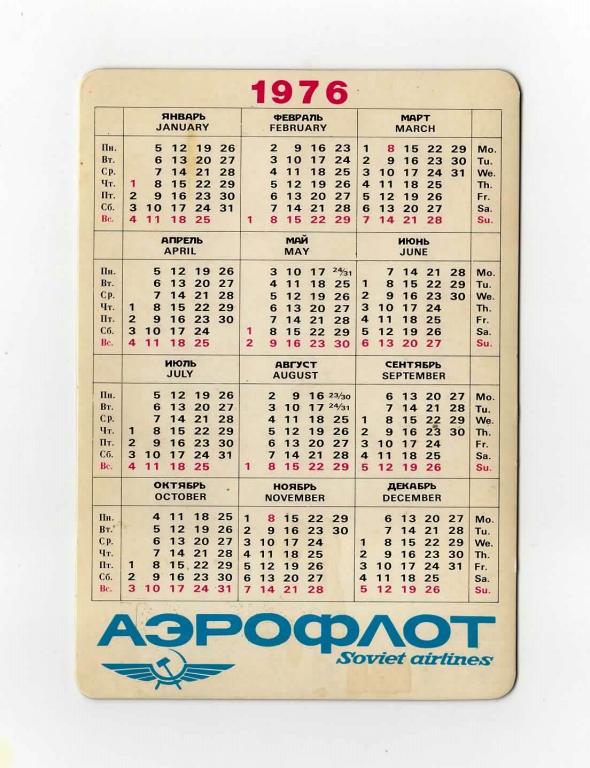 1976
ЯНВАРЬ ФЕВРАЛЬ МАРТ
JANUARY FEBRUARY MARCH
Пн. 5 12 19 26 2 9 16 23 1 8 15 22 29 Mo.
Вт. 6 13 20 27 3 10 17 24 2 9 16 23 30 Tu.
Ср. 7 14 21 28 4 11 18 25 3 10 17 24 31 We.
Чт. 1 8 15 22 29 5 12 19 26 4 11 18 25 Th.
Пт. 2 9 16 23 30 6 13 20 27 5 12 19 26 Fr.
Сб. 3 10 17 24 31 7 14 21 28 6 13 20 27 Sa.
Вс. 4 11 18 25 1 8 15 22 29 7 14 21 28 Su.
АПРЕЛЬ МАЙ ИЮНЬ
APRIL MAY JUNE
Пн. 5 12 19 26 3 10 17 24/31 7 14 21 28 Mo.
Вт. 6 13 20 27 4 11 18 25 1 8 15 22 29 Tu.
Ср. 7 14 21 28 5 12 19 26 2 9 16 23 30 We.
Чт. 1 8 15 22 29 6 13 20 27 3 10 17 24 Th.
Пт. 2 9 16 23 30 7 14 21 28 4 11 18 25 Fr.
Сб. 3 10 17 24 1 8 15 22 29 5 12 19 26 Sa.
Вс. 4 11 18 25 2 9 16 23 30 6 13 20 27 Su.
ИЮЛЬ АВГУСТ СЕНТЯБРЬ
JULY AUGUST SEPTEMBER
Пн. 5 12 19 26 2 9 16 23/30 6 13 20 27 Mo.
Вт. 6 13 20 27 3 10 17 24/31 7 14 21 28 Tu.
Ср. 7 14 21 28 4 11 18 25 1 8 15 22 29 We.
Чт. 1 8 15 22 29 5 12 19 26 2 9 16 23 30 Th.
Пт. 2 9 16 23 30 6 13 20 27 3 10 17 24 Fr.
Сб. 3 10 17 24 31 7 14 21 28 4 11 18 25 Sa.
Вс. 4 11 18 25 1 8 15 22 29 5 12 19 26 Su.
ОКТЯБРЬ НОЯБРЬ ДЕКАБРЬ
OCTOBER NOVEMBER DECEMBER
Пн. 4 11 18 25 1 8 15 22 29 6 13 20 27 Mo.
Вт. 5 12 19 26 2 9 16 23 30 7 14 21 28 Tu.
Ср. 6 13 20 27 3 10 17 24 1 8 15 22 29 We.
Чт. 7 14 21 28 4 11 18 25 2 9 16 23 30 Th.
Пт. 1 8 15 22 29 5 12 19 26 3 10 17 24 31 Fr.
Сб. 2 9 16 23 30 6 13 20 27 4 11 18 25 Sa.
Вс. 3 10 17 24 31 7 14 21 28 5 12 19 26 Su.
АЭРОФЛОТ
Soviet airlines